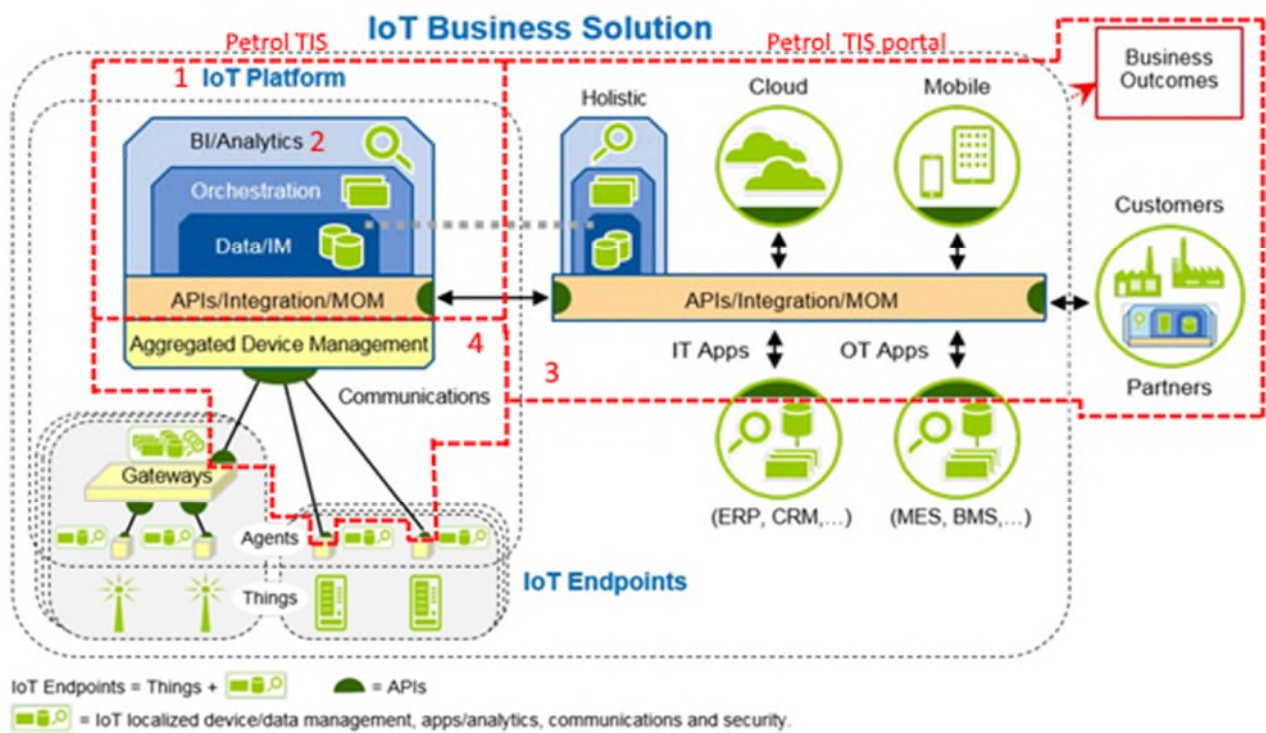 IoT Business Solution
Petrol TIS
Petrol TIS portal
1
IoT Platform
Business
Outcomes
Holistic
Cloud
Mobile
BI/Analytics 2
Orchestration
Data/IM
Customers
APIs/Integration/MOM
APIs/Integration/MOM
Aggregated Device Management
4
IT Apps
OT Apps
3
Communications
Partners
Gateways
(ERP, CRM,...)
(MES, BMS,...)
Agents
IoT Endpoints
Things
IoT Endpoints = Things +
= APIs
= IoT localized device/data management, apps/analytics, communications and security.